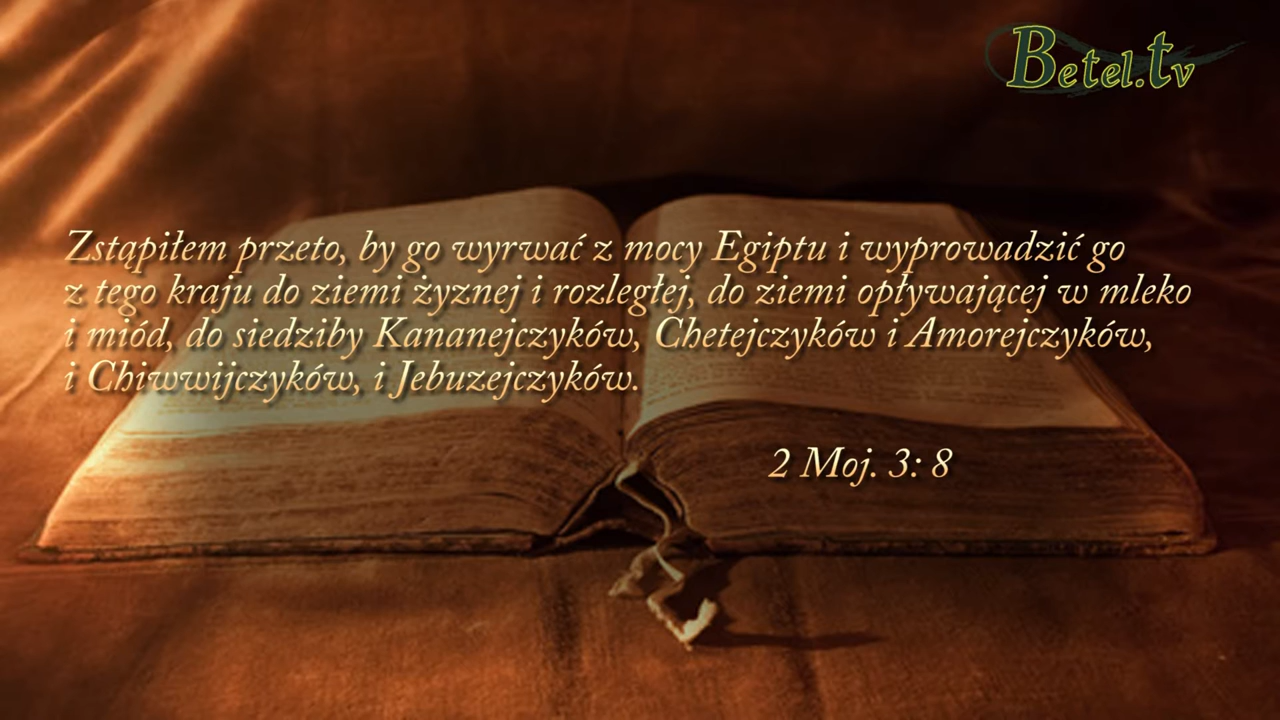 Betel.tv
Zstąpiłem przeto, by go wyrwać z mocy Egiptu i wyprowadzić go
z tego kraju do ziemi żyznej i rozległej, do ziemi opływającej w mleko
i miód, do siedziby Kananejczyków, Chetejczyków i Amorejczyków,
i Chiwwijczyków, i Jebuzejczyków.
2 Moj. 3: 8